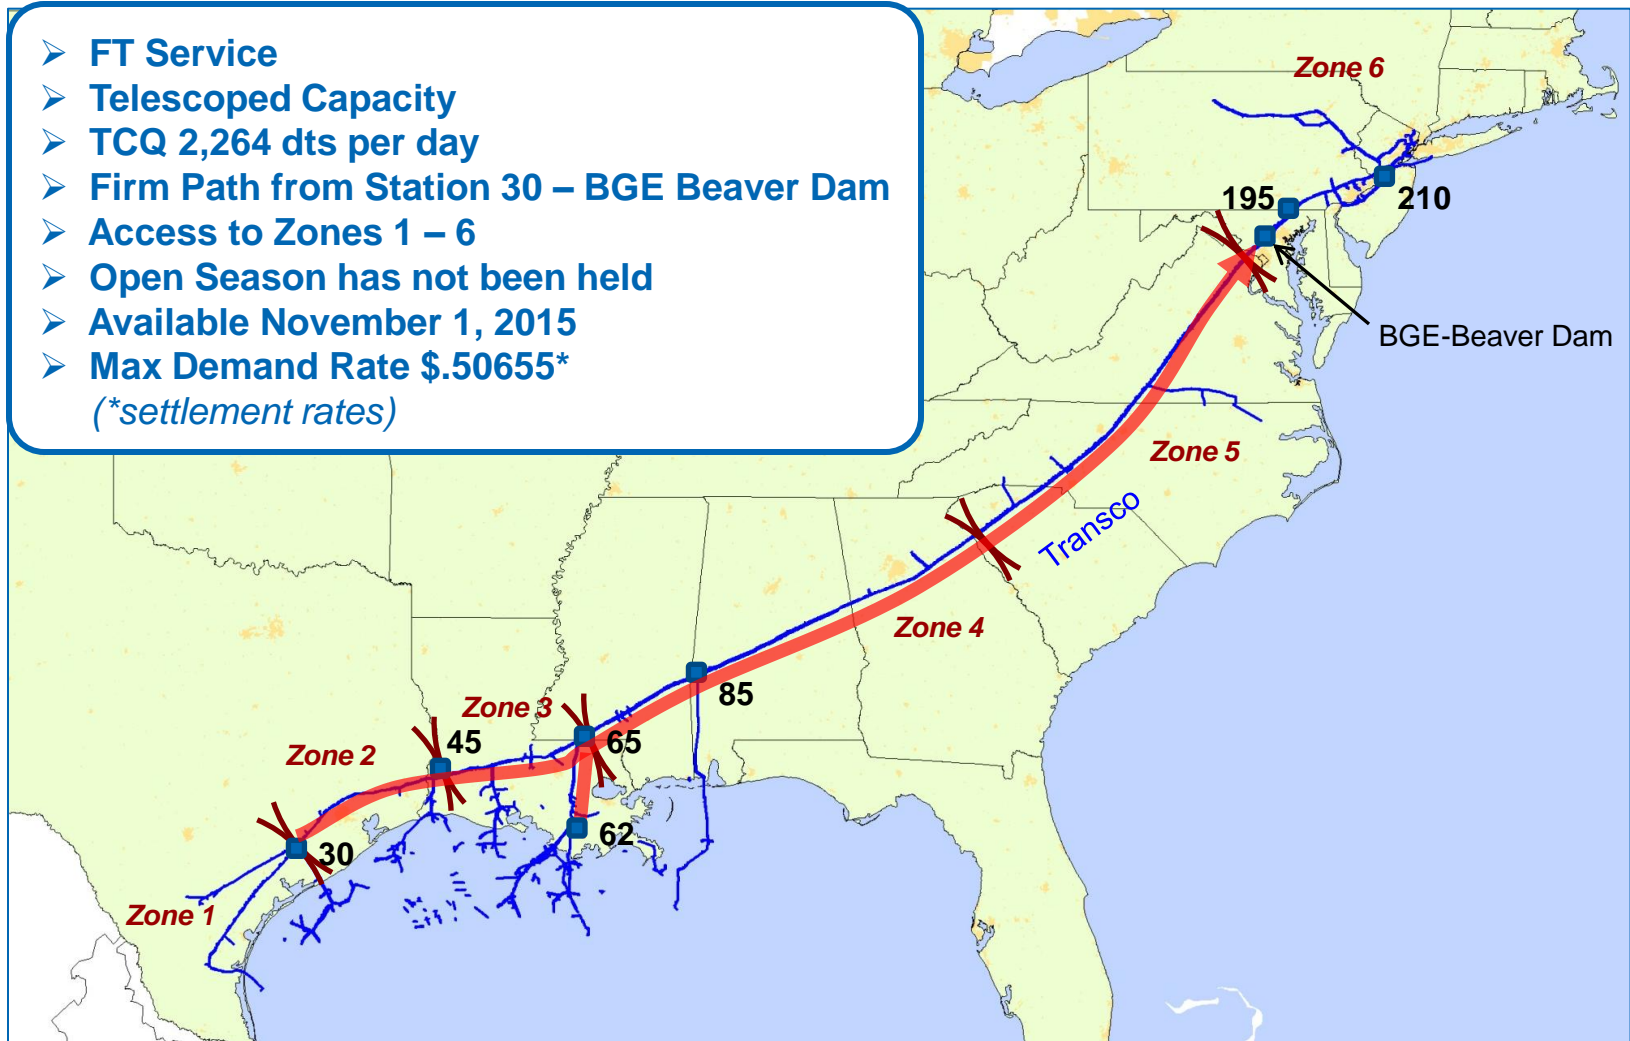 ➢ FT Service
➢ Telescoped Capacity
➢ TCQ 2,264 dts per day
➢ Firm Path from Station 30 – BGE Beaver Dam
➢ Access to Zones 1 – 6
➢ Open Season has not been held
➢ Available November 1, 2015
➢ Max Demand Rate $.50655*
(*settlement rates)
Zone 6
195
210
BGE-Beaver Dam
Zone 5
Transco
Zone 4
85
Zone 3
65
45
Zone 2
62
30
Zone 1